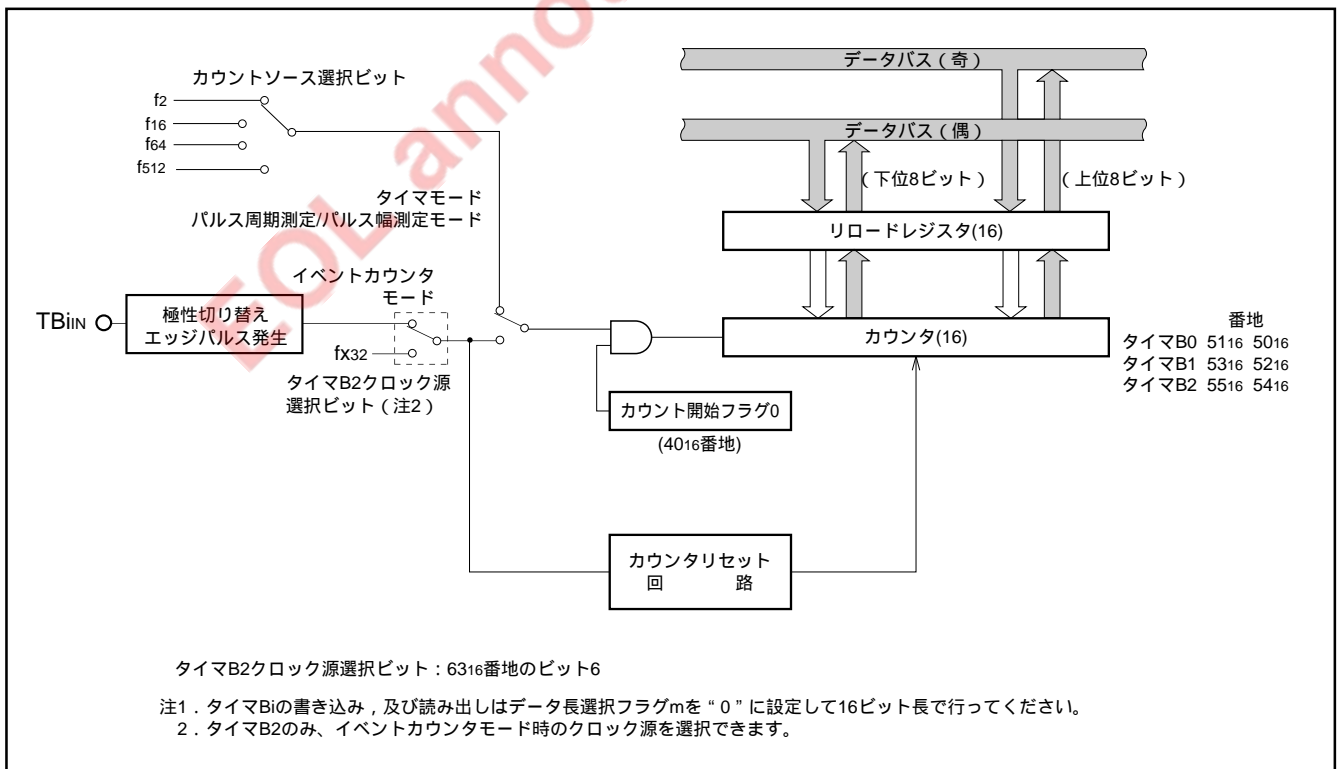 データバス（奇）
カウントソース選択ビット
f2
f16
f64
f512
データバス（偶）
（下位8ビット）
（上位8ビット）
タイマモード
パルス周期測定/パルス幅測定モード
リロードレジスタ(16)
イベントカウンタ
モード
TBiIN
極性切り替え
エッジパルス発生
fX32
タイマB2クロック源
選択ビット（注2）
カウンタ(16)
番地
タイマB0 5116 5016
タイマB1 5316 5216
タイマB2 5516 5416
カウント開始フラグ0
(4016番地)
カウンタリセット
回 路
タイマB2クロック源選択ビット：6316番地のビット6
注1．タイマBiの書き込み，及び読み出しはデータ長選択フラグmを“0”に設定して16ビット長で行ってください。
2．タイマB2のみ、イベントカウンタモード時のクロック源を選択できます。
EOL annou